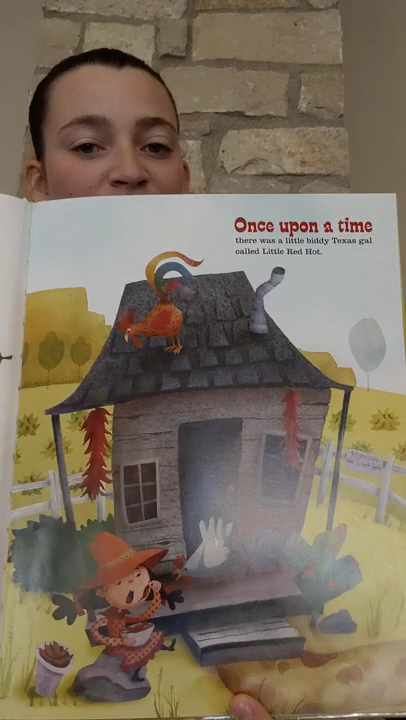 Once upon a time
there was a little biddy Texas gal
called Little Red Hot.